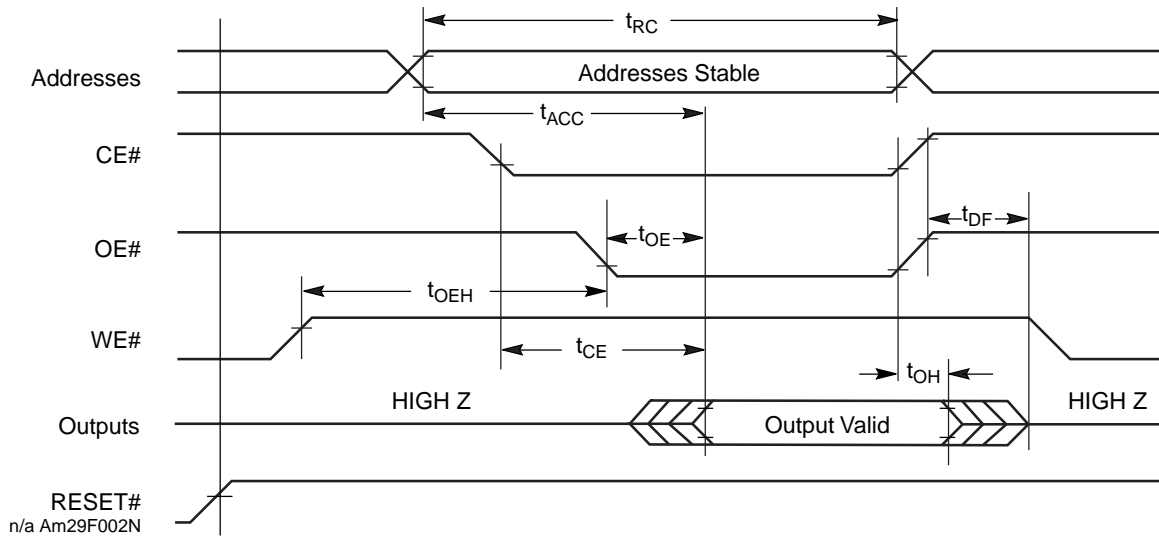 tRC
Addresses
Addresses Stable
tACC
CE#
tDF
OE#
tOE
tOEH
WE#
tCE
tOH
HIGH Z
HIGH Z
Outputs
Output Valid
RESET#
n/a Am29F002N